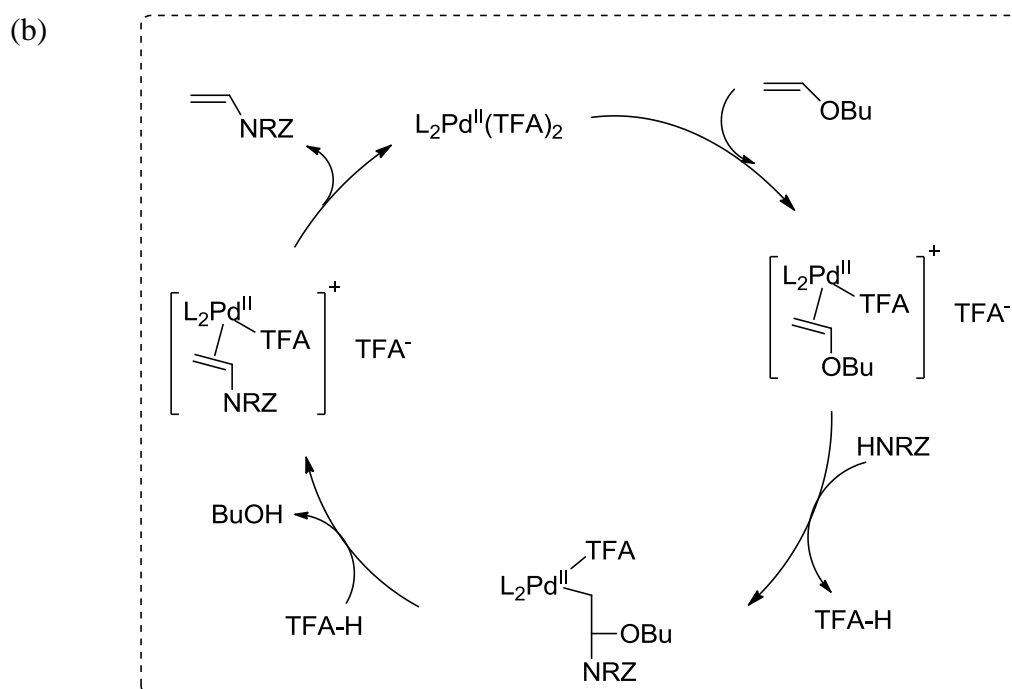 (b)
NRZ
L₂Pdᴵᴵ(TFA)₂
OBu
L₂Pdᴵᴵ
TFA
OBu
+
TFA⁻
HNRZ
TFA-H
L₂Pdᴵᴵ
TFA
OBu
NRZ
TFA-H
BuOH
L₂Pdᴵᴵ
TFA
NRZ
+
TFA⁻